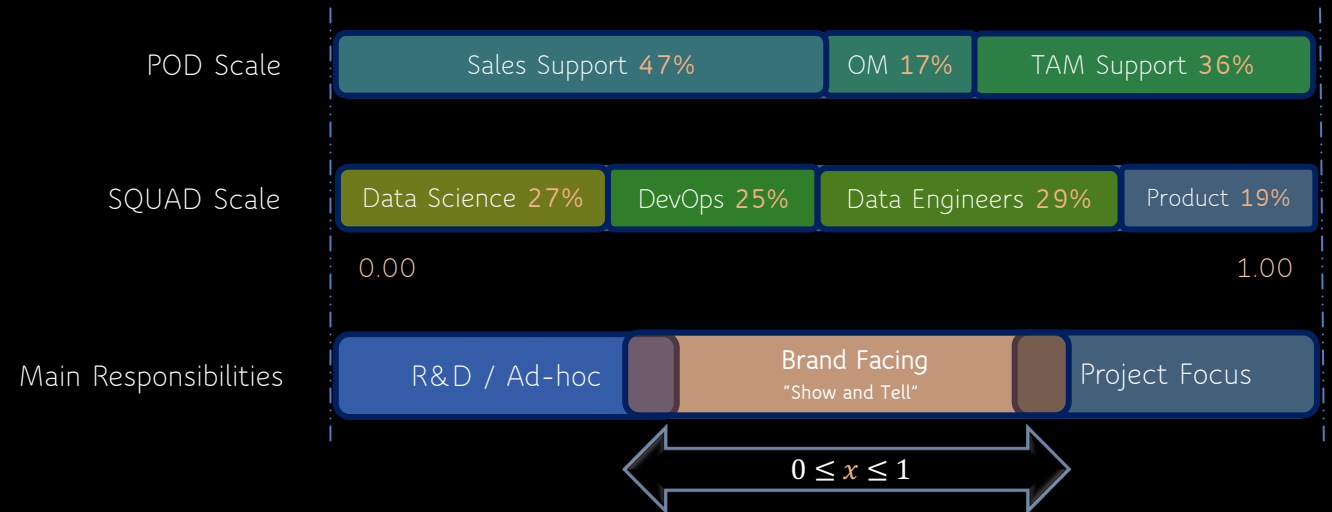 POD Scale
Sales Support 47%
OM 17%
TAM Support 36%
SQUAD Scale
Data Science 27%
DevOps 25%
Data Engineers 29%
Product 19%
0.00
1.00
Main Responsibilities
R&D / Ad-hoc
Brand Facing
"Show and Tell"
Project Focus
0 ≤ x ≤ 1